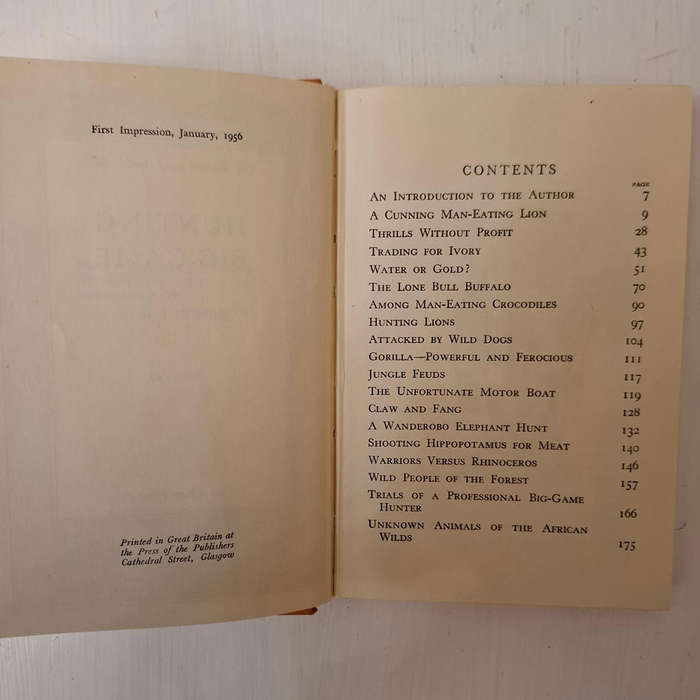 First Impression, January, 1956
Printed in Great Britain at
the Press of the Publishers
Cathedral Street, Glasgow
CONTENTS
PAGE
An Introduction to the Author 7
A Cunning Man-Eating Lion 9
Thrills Without Profit 28
Trading for Ivory 43
Water or Gold? 51
The Lone Bull Buffalo 70
Among Man-Eating Crocodiles 90
Hunting Lions 97
Attacked by Wild Dogs 104
Gorilla—Powerful and Ferocious 111
Jungle Feuds 117
The Unfortunate Motor Boat 119
Claw and Fang 128
A Wanderobo Elephant Hunt 132
Shooting Hippopotamus for Meat 140
Warriors Versus Rhinoceros 146
Wild People of the Forest 157
Trials of a Professional Big-Game
Hunter 166
Unknown Animals of the African
Wilds 175